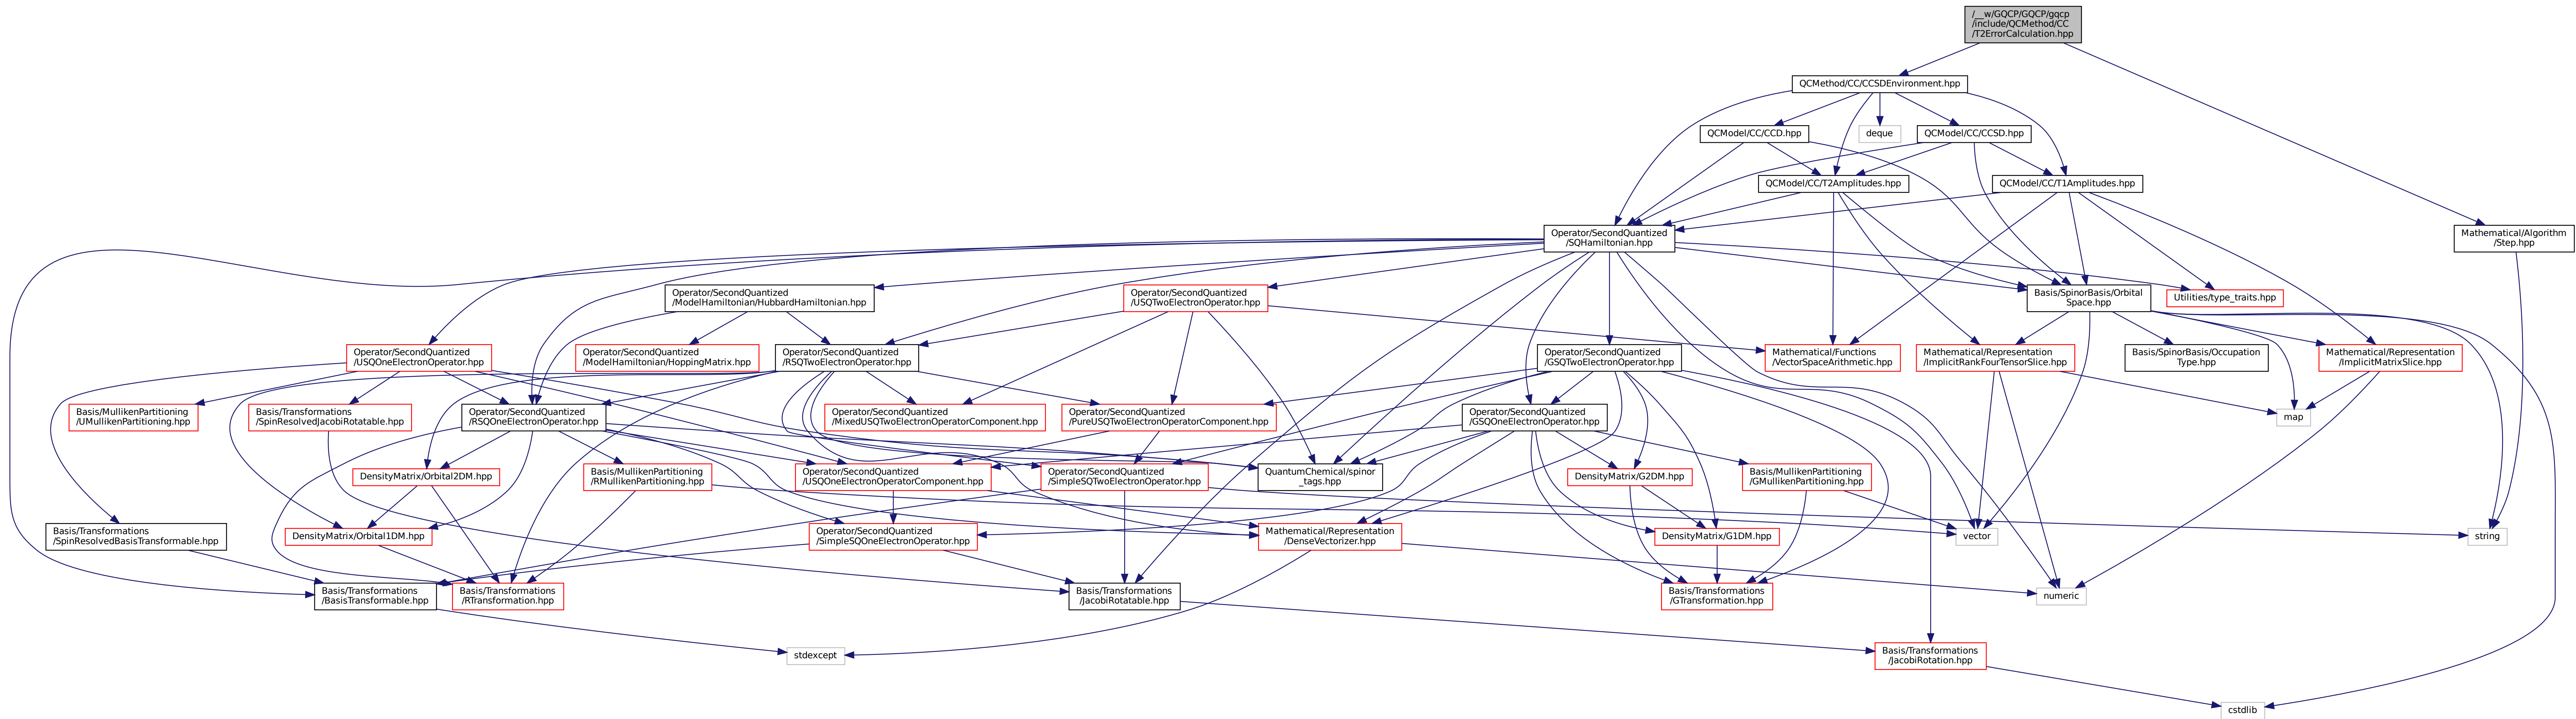 /__w/GQCP/GQCP/gqcp
/include/QCMethod/CC
/T2ErrorCalculation.hpp
QCMethod/CC/CCSDEnvironment.hpp
QCModel/CC/CCD.hpp
deque
QCModel/CC/CCSD.hpp
QCModel/CC/T2Amplitudes.hpp
QCModel/CC/T1Amplitudes.hpp
Operator/SecondQuantized
/SQHamiltonian.hpp
Mathematical/Algorithm
/Step.hpp
Operator/SecondQuantized
/ModelHamiltonian/HubbardHamiltonian.hpp
Operator/SecondQuantized
/USQTwoElectronOperator.hpp
Basis/SpinorBasis/Orbital
Space.hpp
Utilities/type_traits.hpp
Operator/SecondQuantized
/USQOneElectronOperator.hpp
Operator/SecondQuantized
/ModelHamiltonian/HoppingMatrix.hpp
Operator/SecondQuantized
/RSQTwoElectronOperator.hpp
Mathematical/Functions
/VectorSpaceArithmetic.hpp
Operator/SecondQuantized
/GSQTwoElectronOperator.hpp
Mathematical/Representation
/ImplicitRankFourTensorSlice.hpp
Basis/SpinorBasis/Occupation
Type.hpp
Mathematical/Representation
/ImplicitMatrixSlice.hpp
Basis/MullikenPartitioning
/UMullikenPartitioning.hpp
Basis/Transformations
/SpinResolvedJacobiRotatable.hpp
Operator/SecondQuantized
/RSQOneElectronOperator.hpp
Operator/SecondQuantized
/MixedUSQTwoElectronOperatorComponent.hpp
Operator/SecondQuantized
/PureUSQTwoElectronOperatorComponent.hpp
Operator/SecondQuantized
/GSQOneElectronOperator.hpp
map
DensityMatrix/Orbital2DM.hpp
Basis/MullikenPartitioning
/RMullikenPartitioning.hpp
Operator/SecondQuantized
/USQOneElectronOperatorComponent.hpp
Operator/SecondQuantized
/SimpleSQTwoElectronOperator.hpp
QuantumChemical/spinor
_tags.hpp
DensityMatrix/G2DM.hpp
Basis/MullikenPartitioning
/GMullikenPartitioning.hpp
Basis/Transformations
/SpinResolvedBasisTransformable.hpp
DensityMatrix/Orbital1DM.hpp
Operator/SecondQuantized
/SimpleSQOneElectronOperator.hpp
Mathematical/Representation
/DenseVectorizer.hpp
DensityMatrix/G1DM.hpp
vector
string
Basis/Transformations
/BasisTransformable.hpp
Basis/Transformations
/RTransformation.hpp
Basis/Transformations
/JacobiRotatable.hpp
Basis/Transformations
/GTransformation.hpp
numeric
stdexcept
Basis/Transformations
/JacobiRotation.hpp
cstdlib